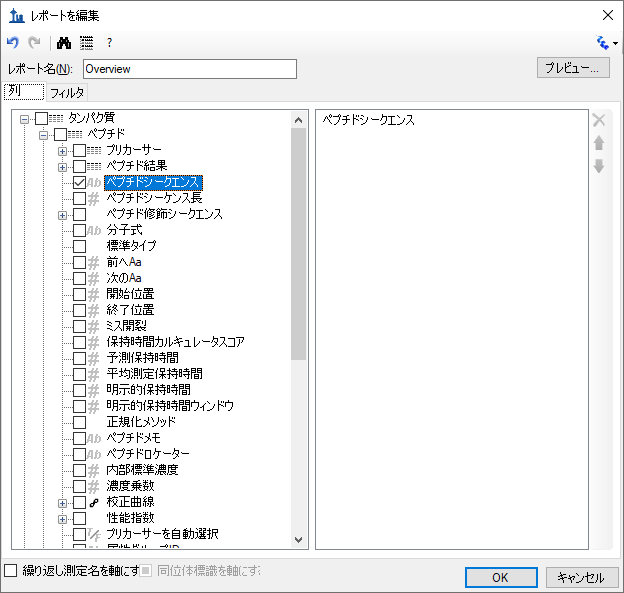 レポートを編集
?
レポート名(N): Overview プレビュー...
列 フィルタ
タンパク質
ペプチド
プリカーサー
ペプチド結果
Ab ペプチドシークエンス
# ペプチドシーケンス長
ペプチド修飾シークエンス
Ab 分子式
標準タイプ
# 前へAa
# 次のAa
# 開始位置
# 終了位置
# ミス開裂
# 保持時間カルキュレータスコア
# 予測保持時間
# 平均測定保持時間
# 明示的保持時間
# 明示的保持時間ウィンドウ
正規化メソッド
Ab ペプチドメモ
Ab ペプチドロケーター
# 内部標準濃度
# 濃度乗数
校正曲線
性能指数
T/F プリカーサーを自動選択
ペプチドシークエンス
繰り返し測定名を軸にす
同位体標識を軸にす
OK キャンセル